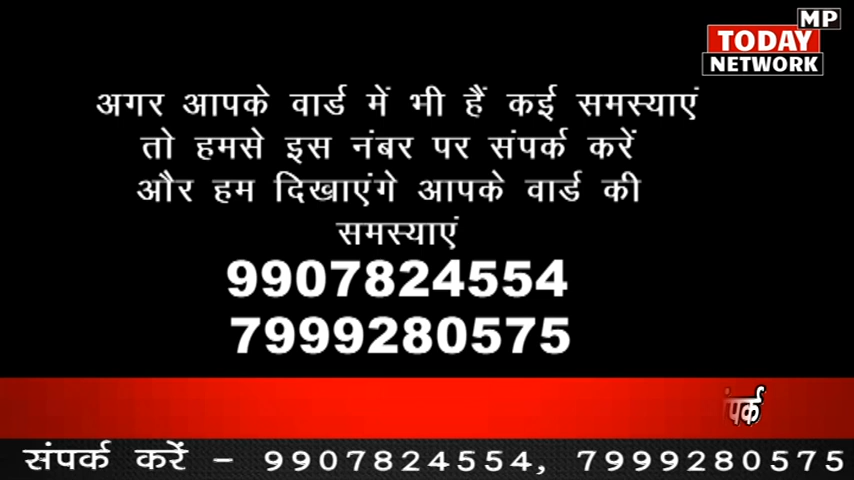 MP
TODAY
NETWORK
अगर आपके वार्ड में भी हैं कई समस्याएं
तो हमसे इस नंबर पर संपर्क करें
और हम दिखाएंगे आपके वार्ड की
समस्याएं
9907824554
7999280575
संपर्क करें - 9907824554, 7999280575